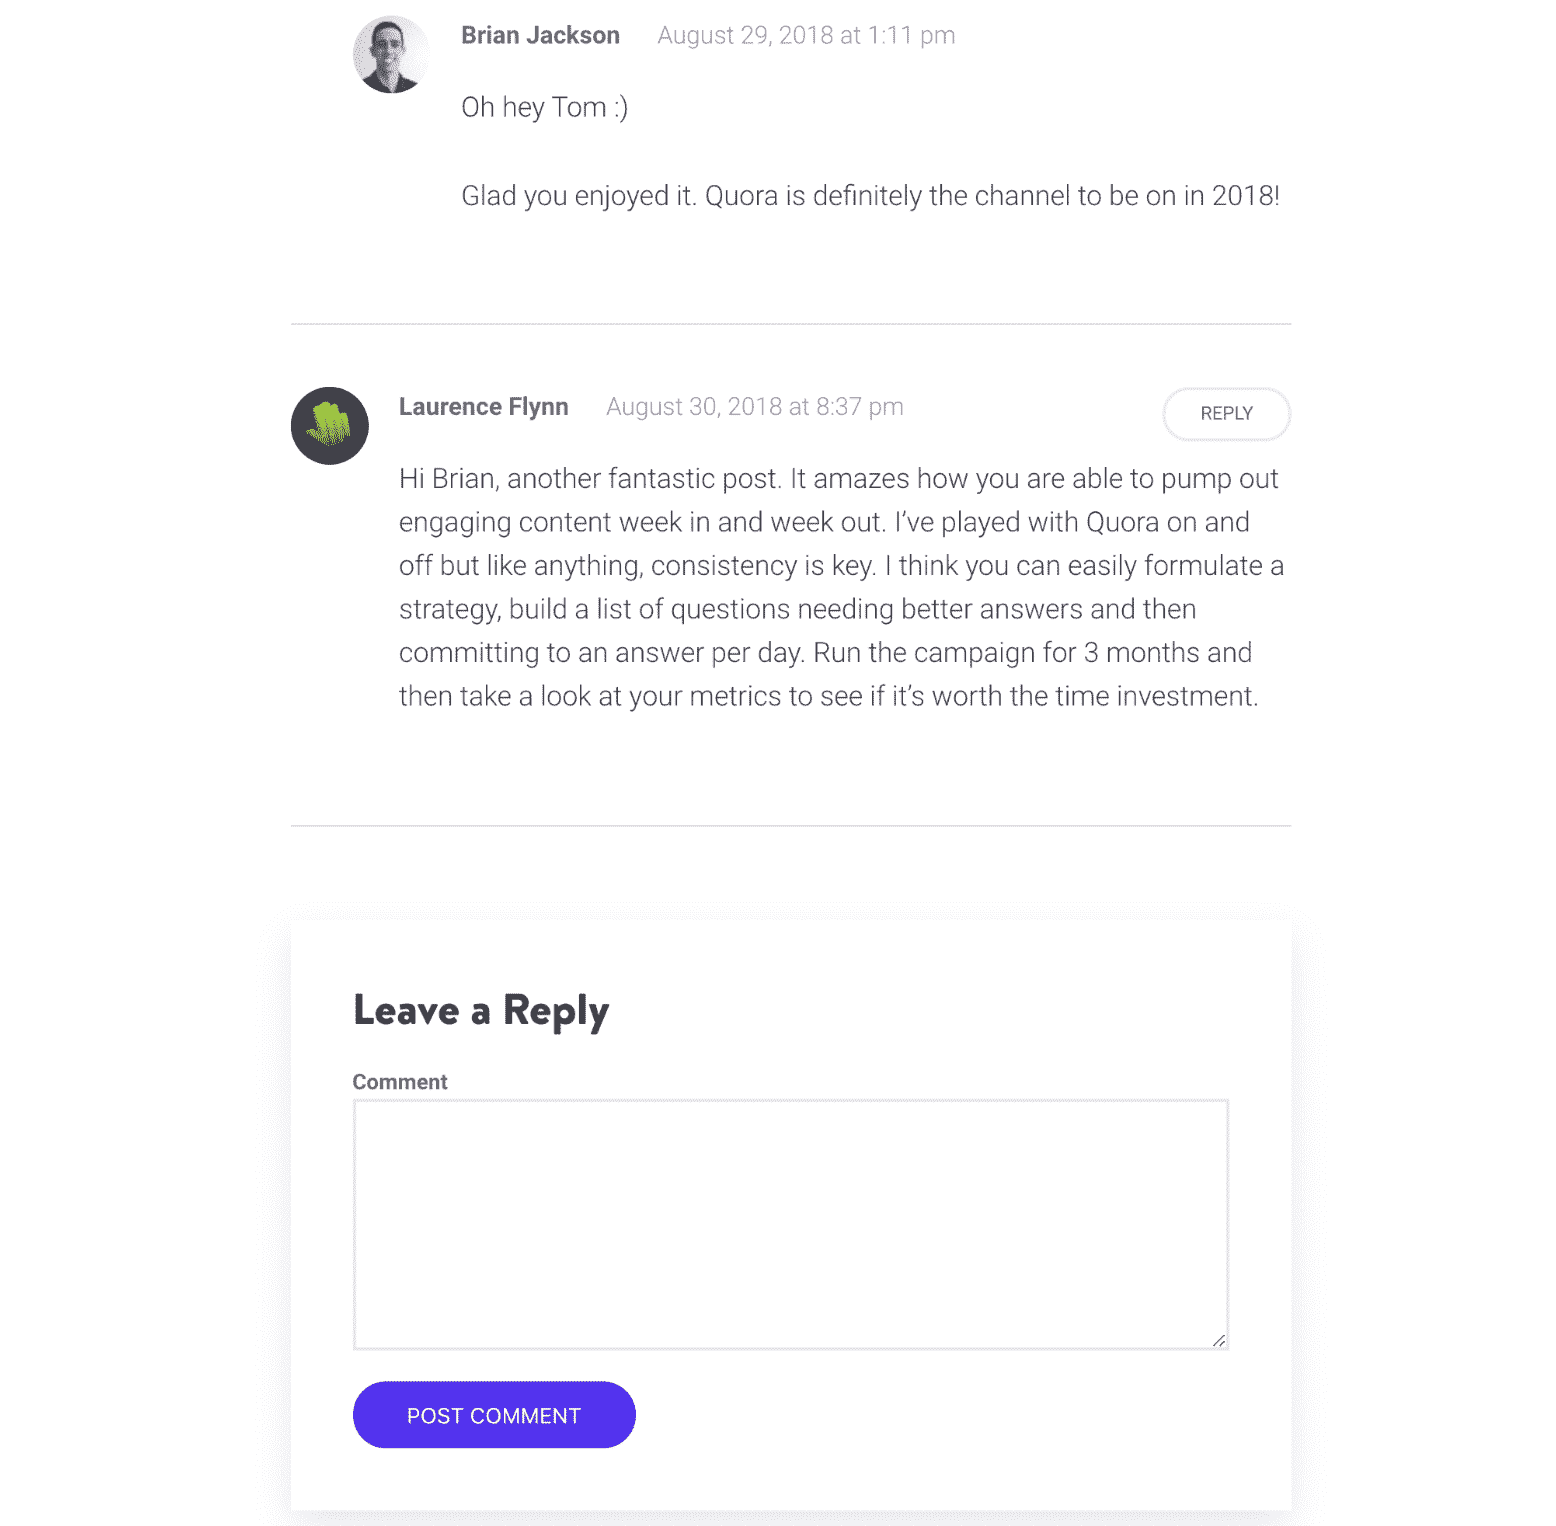 Brian Jackson August 29, 2018 at 1:11 pm
Oh hey Tom :)
Glad you enjoyed it. Quora is definitely the channel to be on in 2018!
Laurence Flynn August 30, 2018 at 8:37 pm
REPLY
Hi Brian, another fantastic post. It amazes how you are able to pump out
engaging content week in and week out. I’ve played with Quora on and
off but like anything, consistency is key. I think you can easily formulate a
strategy, build a list of questions needing better answers and then
committing to an answer per day. Run the campaign for 3 months and
then take a look at your metrics to see if it’s worth the time investment.
Leave a Reply
Comment
POST COMMENT